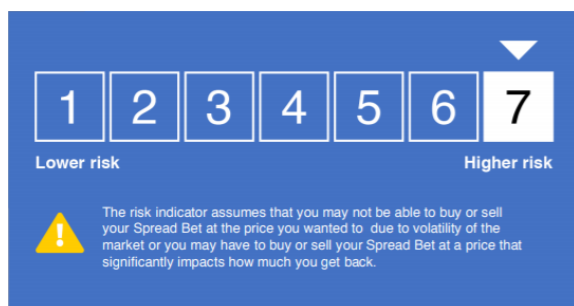 1 2 3 4 5 6 7
Lower risk Higher risk
The risk indicator assumes that you may not be able to buy or sell
your Spread Bet at the price you wanted to due to volatility of the
market or you may have to buy or sell your Spread Bet at a price that
significantly impacts how much you get back.